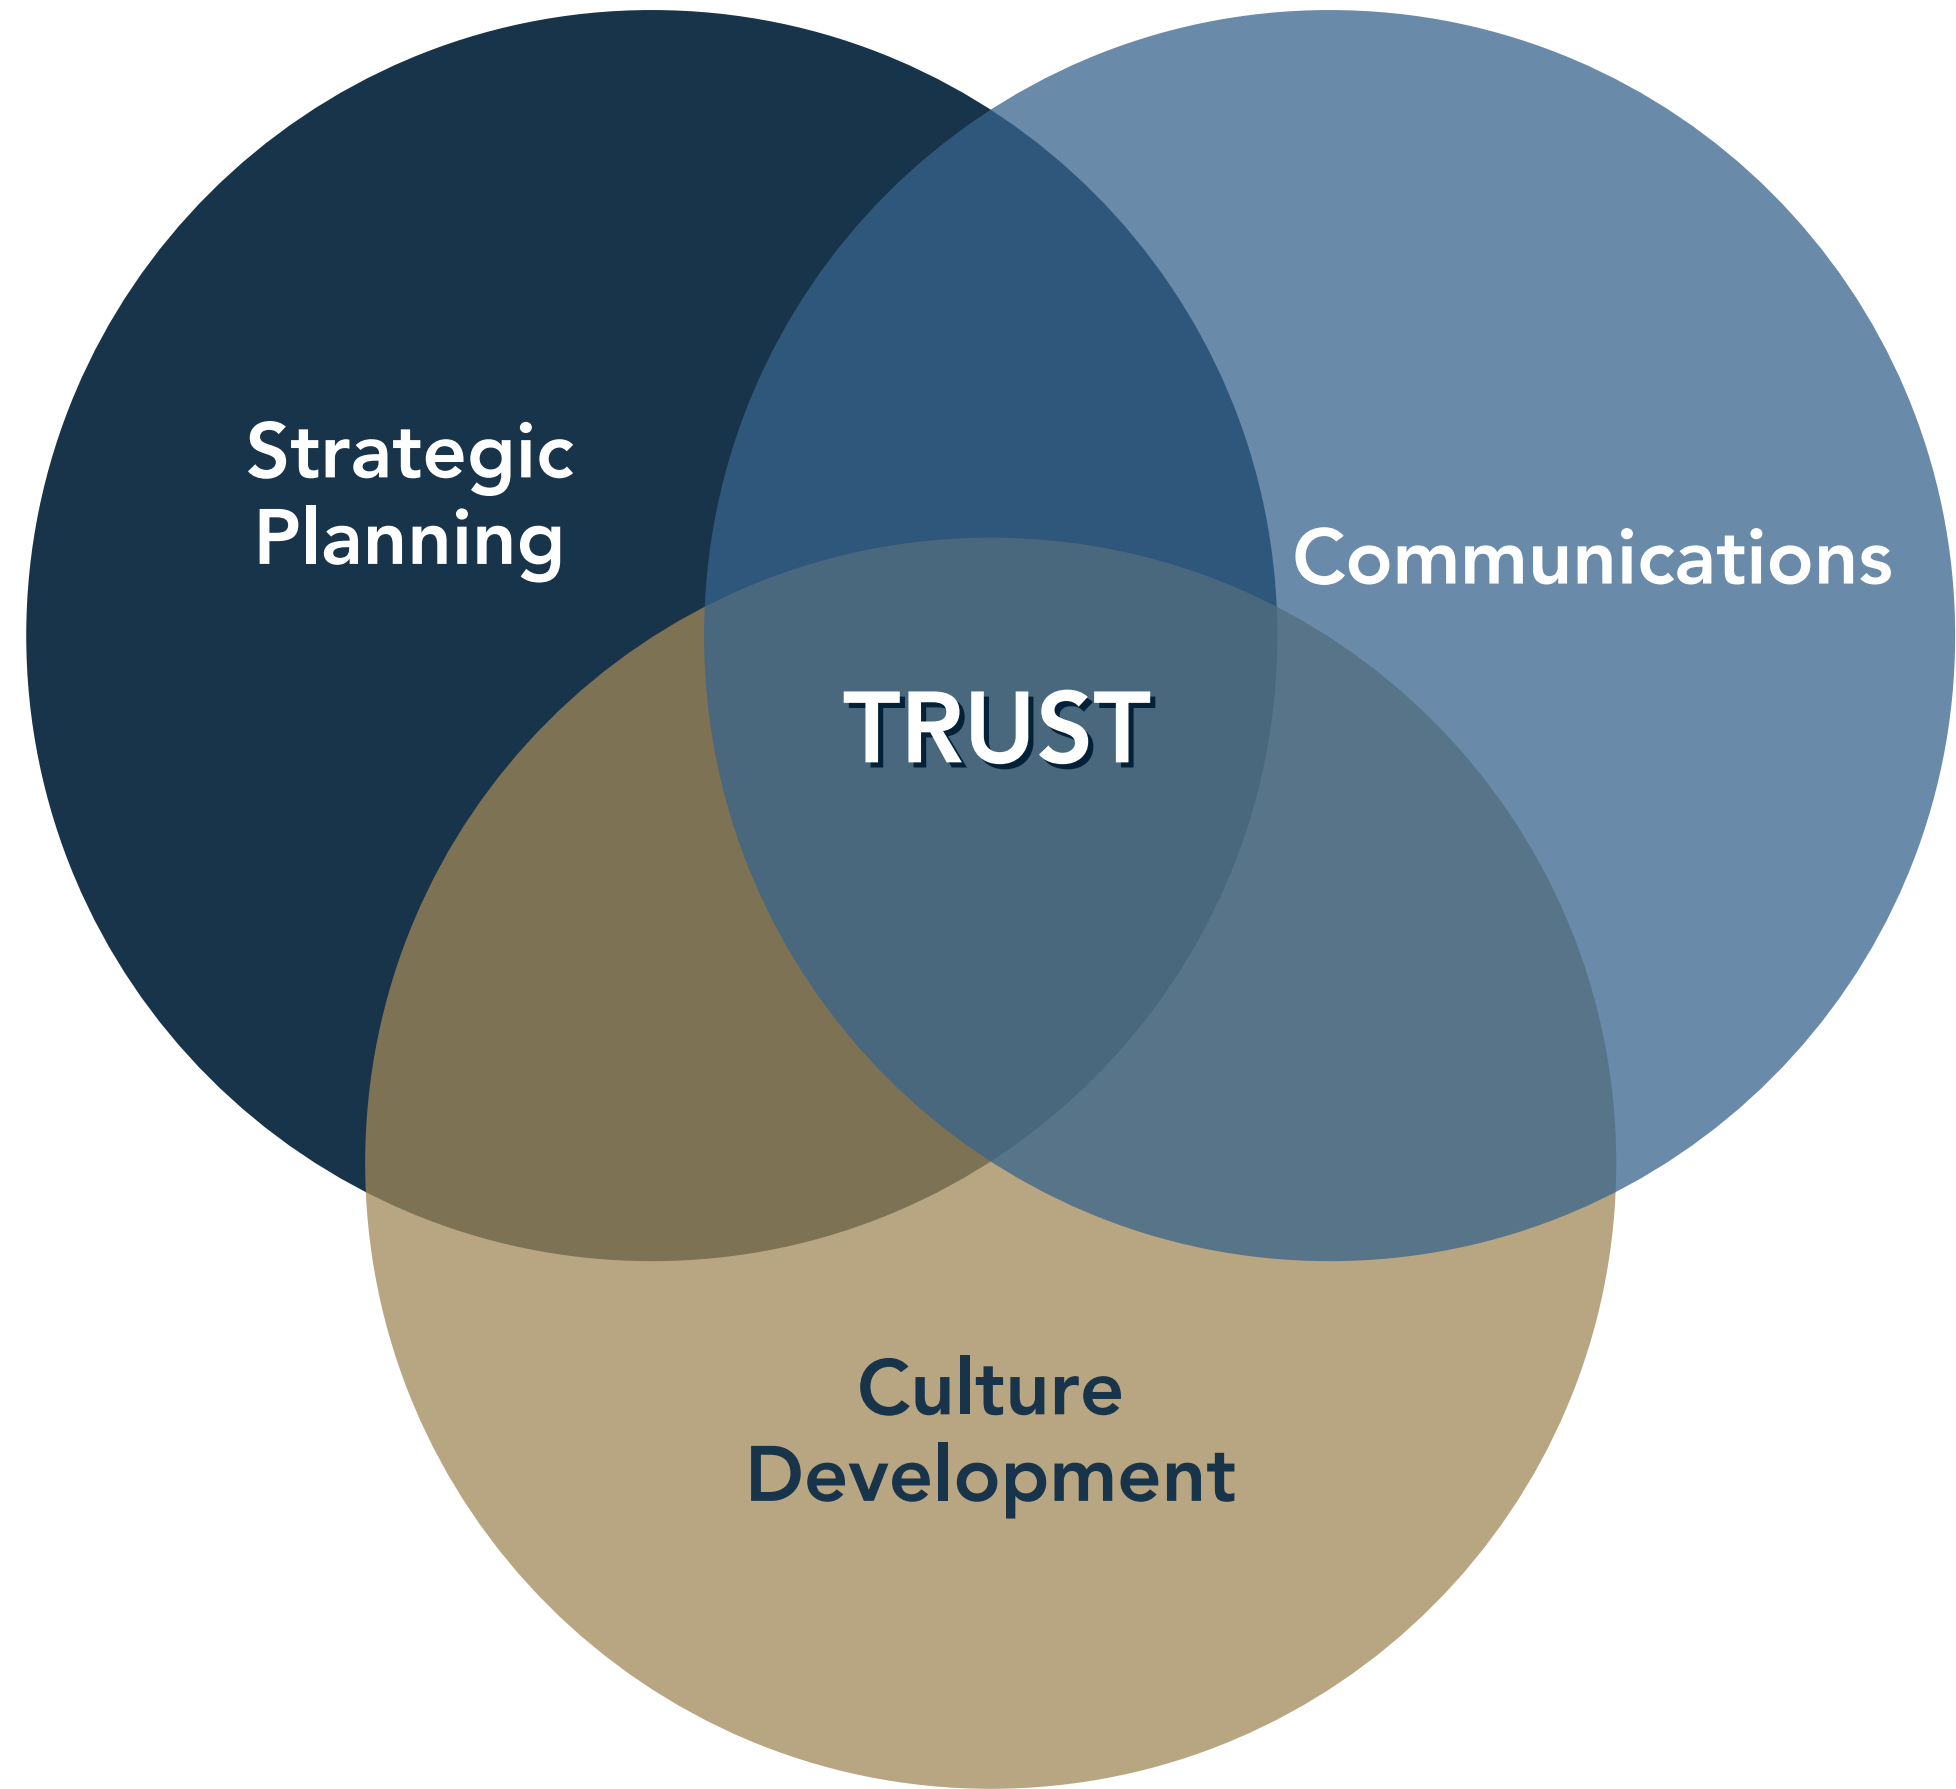 Strategic
Planning
Communications
TRUST
Culture
Development